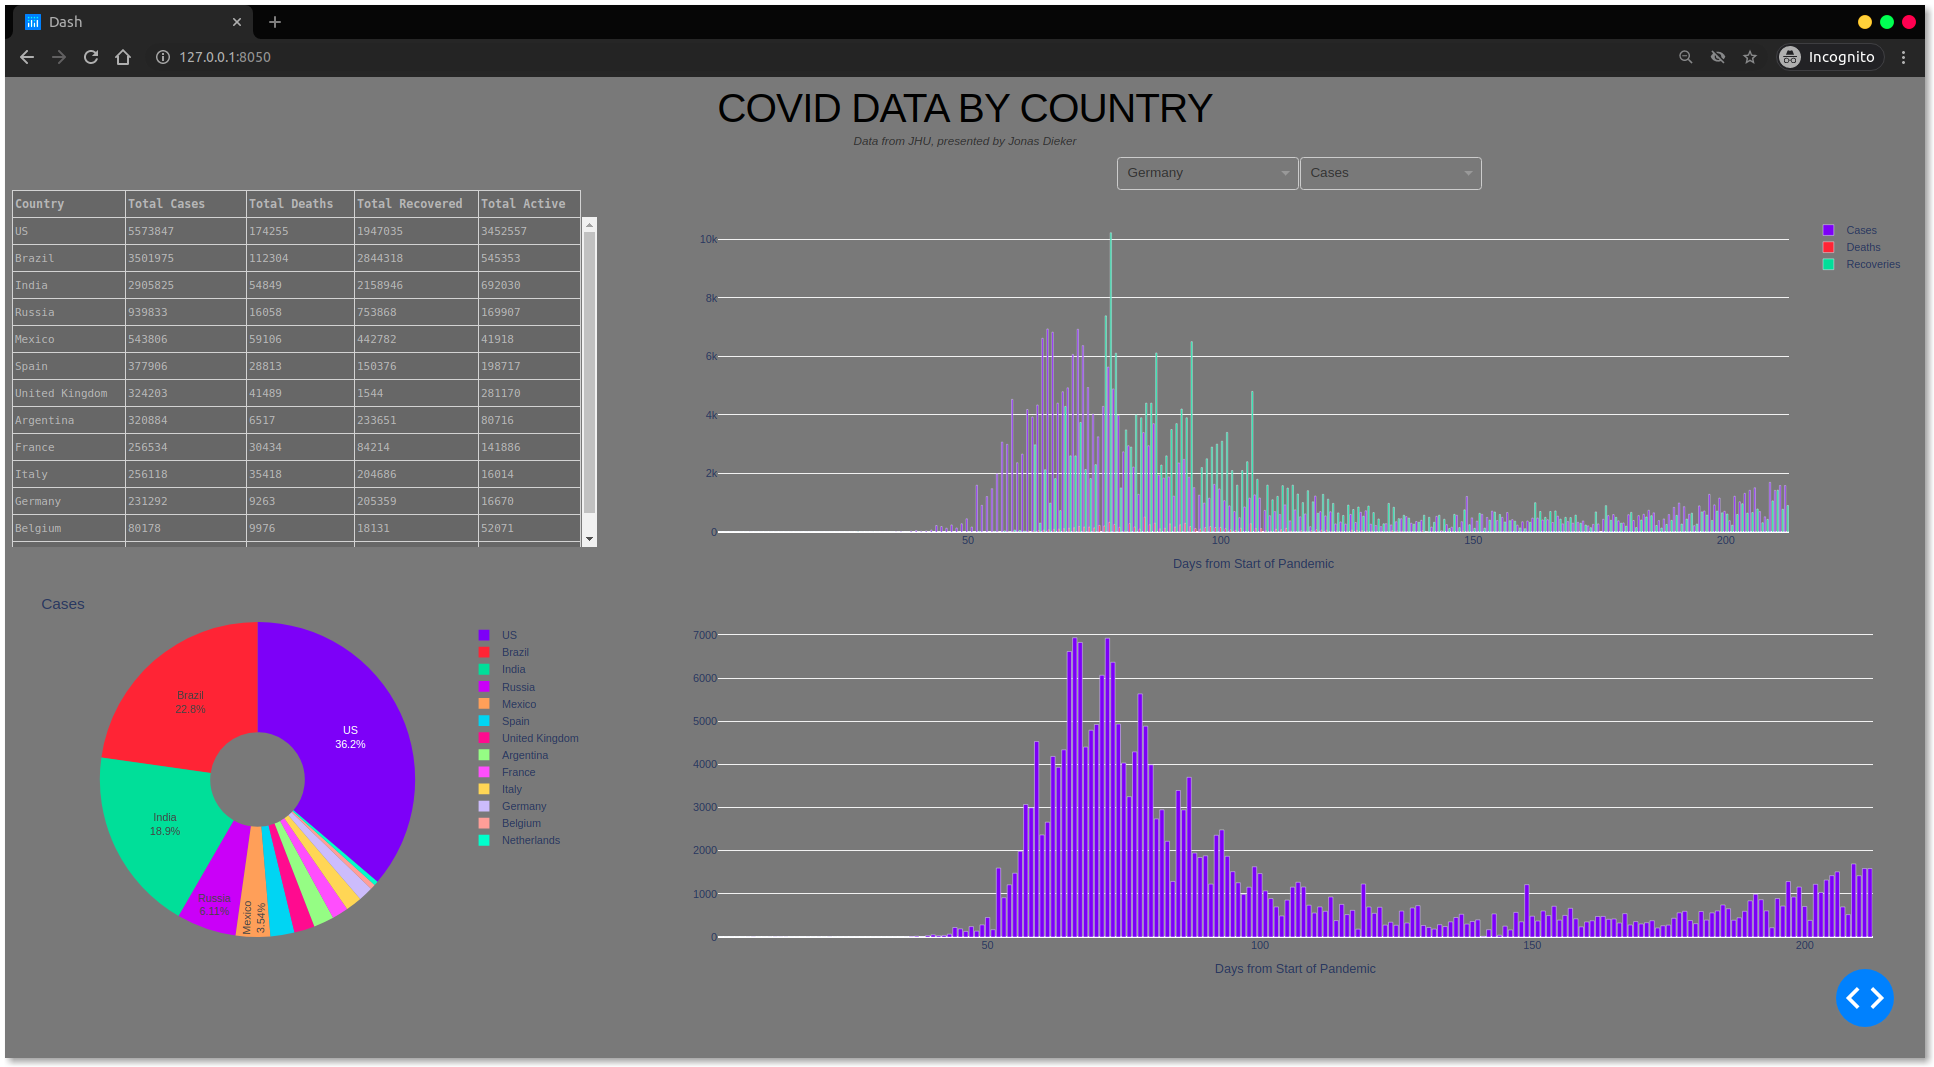 Dash
127.0.0.1:8050
Incognito
COVID DATA BY COUNTRY
Data from JHU, presented by Jonas Dieker
Germany Cases
Country Total Cases Total Deaths Total Recovered Total Active
US 5573847 174255 1947035 3452557
Brazil 3501975 112304 2844318 545353
India 2905825 54849 2158946 692030
Russia 939833 16058 753868 169907
Mexico 543806 59106 442782 41918
Spain 377906 28813 150376 198717
United Kingdom 324203 41489 1544 281170
Argentina 320884 6517 233651 80716
France 256534 30434 84214 141886
Italy 256118 35418 204686 16014
Germany 231292 9263 205359 16670
Belgium 80178 9976 18131 52071
10k
8k
6k
4k
2k
0
50 100 150 200
Days from Start of Pandemic
Cases
Deaths
Recoveries
Cases
Brazil
22.8%
US
36.2%
India
18.9%
Russia
6.11%
Mexico
3.54%
US
Brazil
India
Russia
Mexico
Spain
United Kingdom
Argentina
France
Italy
Germany
Belgium
Netherlands
7000
6000
5000
4000
3000
2000
1000
0
50 100 150 200
Days from Start of Pandemic